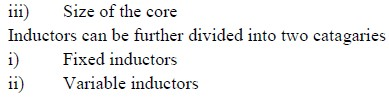 iii) Size of the core
Inductors can be further divided into two catagaries
i) Fixed inductors
ii) Variable inductors